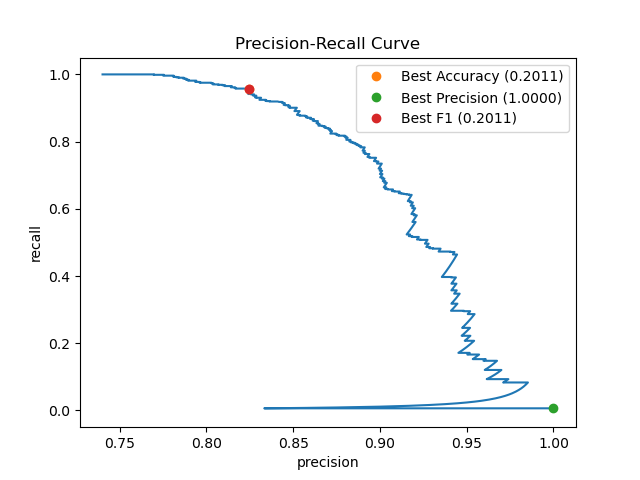 Precision-Recall Curve
Best Accuracy (0.2011)
Best Precision (1.0000)
Best F1 (0.2011)
1.0
0.8
0.6
0.4
0.2
0.0
recall
0.75 0.80 0.85 0.90 0.95 1.00
precision